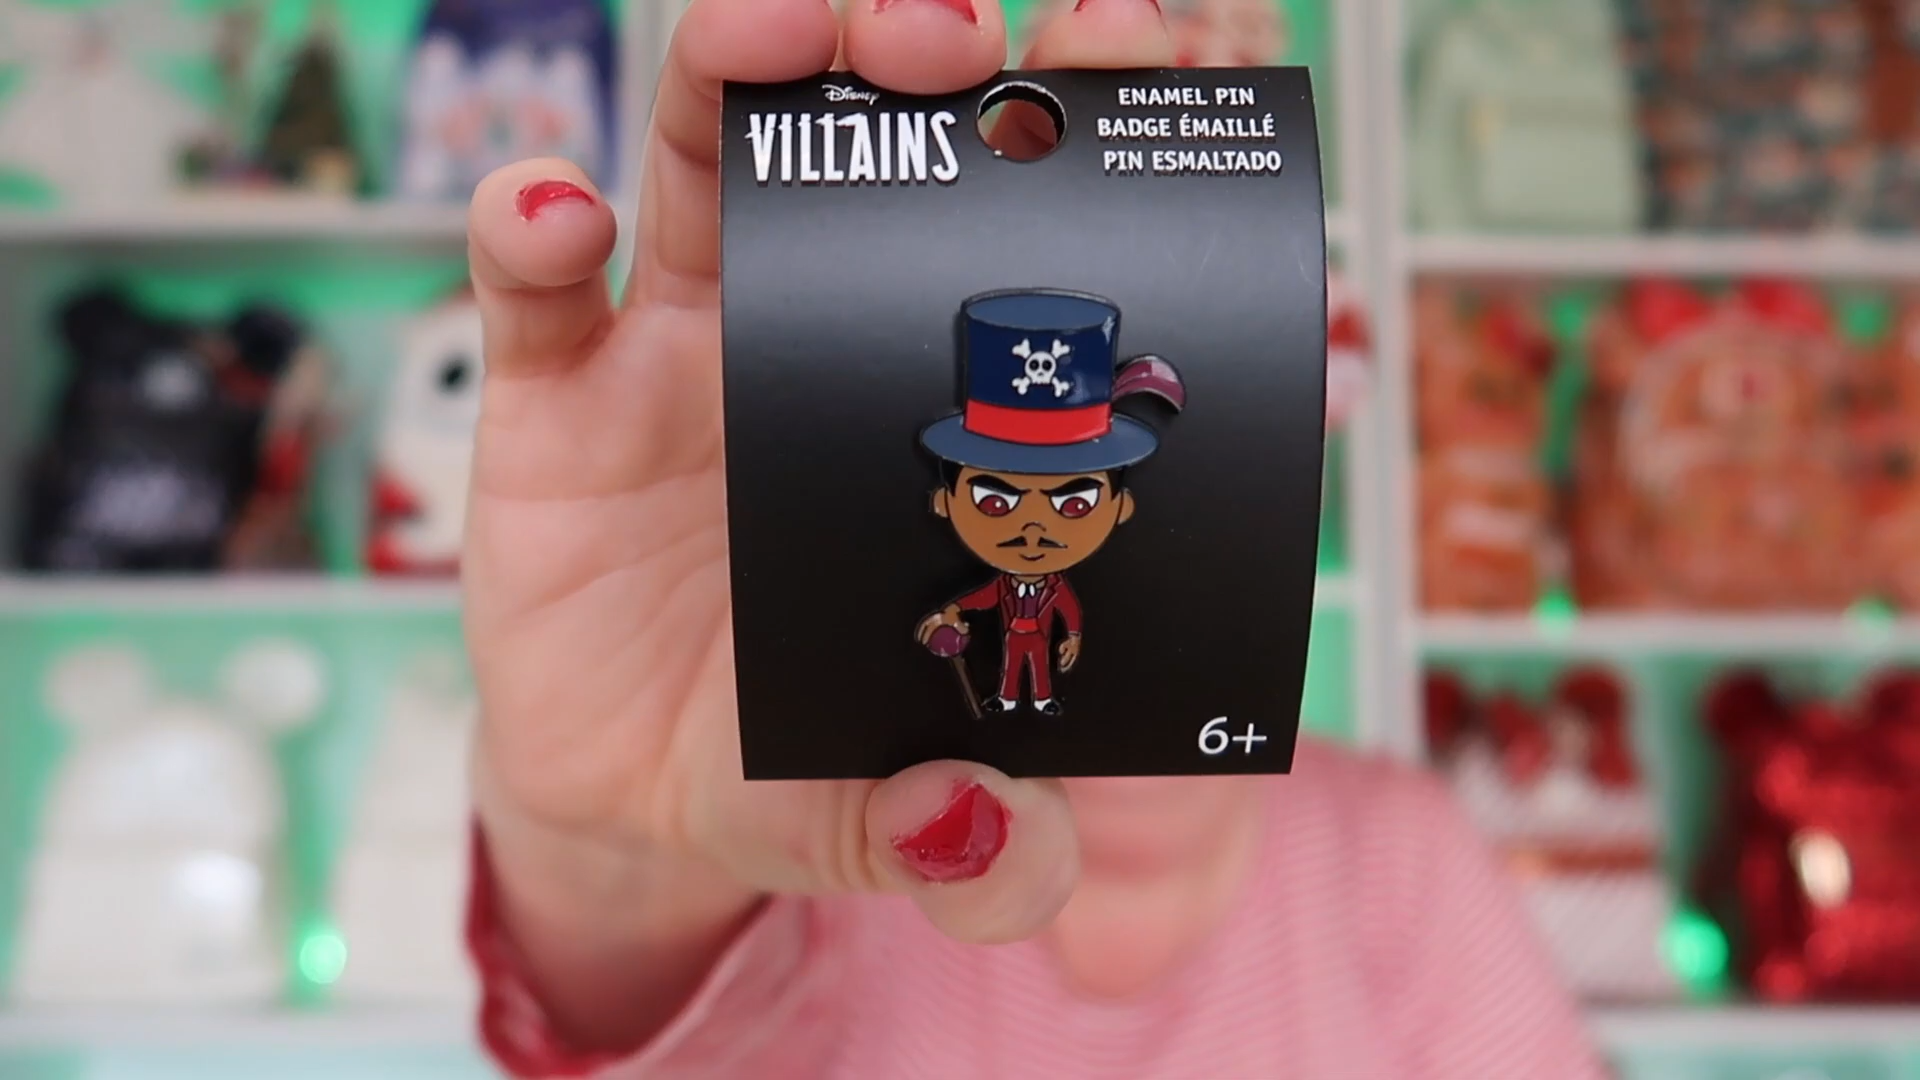 Disney
VILLAINS
ENAMEL PIN
BADGE ÉMAILLÉ
PIN ESMALTADO
6+